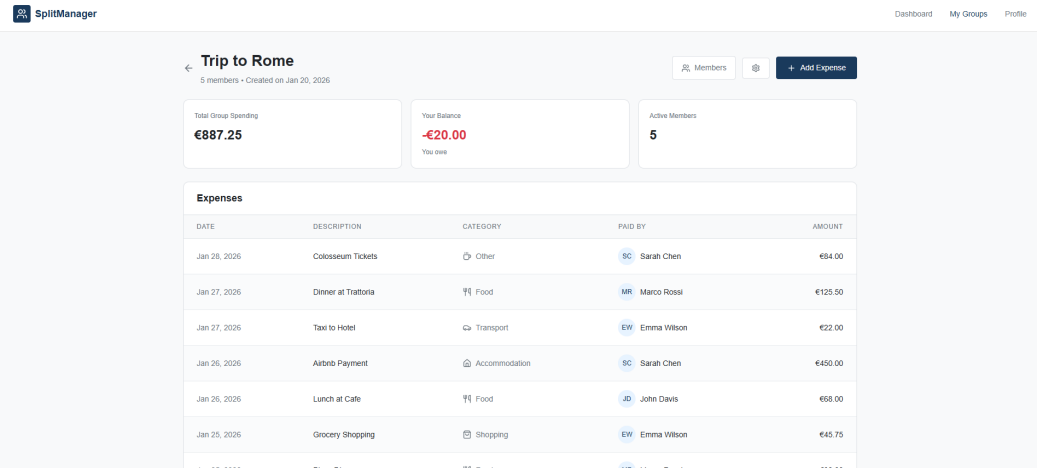 SplitManager
Dashboard My Groups Profile
Trip to Rome
5 members • Created on Jan 20, 2026
Members
+ Add Expense
Total Group Spending
€887.25
Your Balance
-€20.00
You owe
Active Members
5
Expenses
DATE DESCRIPTION CATEGORY PAID BY AMOUNT
Jan 28, 2026 Colosseum Tickets Other SC Sarah Chen €84.00
Jan 27, 2026 Dinner at Trattoria Food MR Marco Rossi €125.50
Jan 27, 2026 Taxi to Hotel Transport EW Emma Wilson €22.00
Jan 26, 2026 Airbnb Payment Accommodation SC Sarah Chen €450.00
Jan 26, 2026 Lunch at Cafe Food JD John Davis €68.00
Jan 25, 2026 Grocery Shopping Shopping EW Emma Wilson €45.75